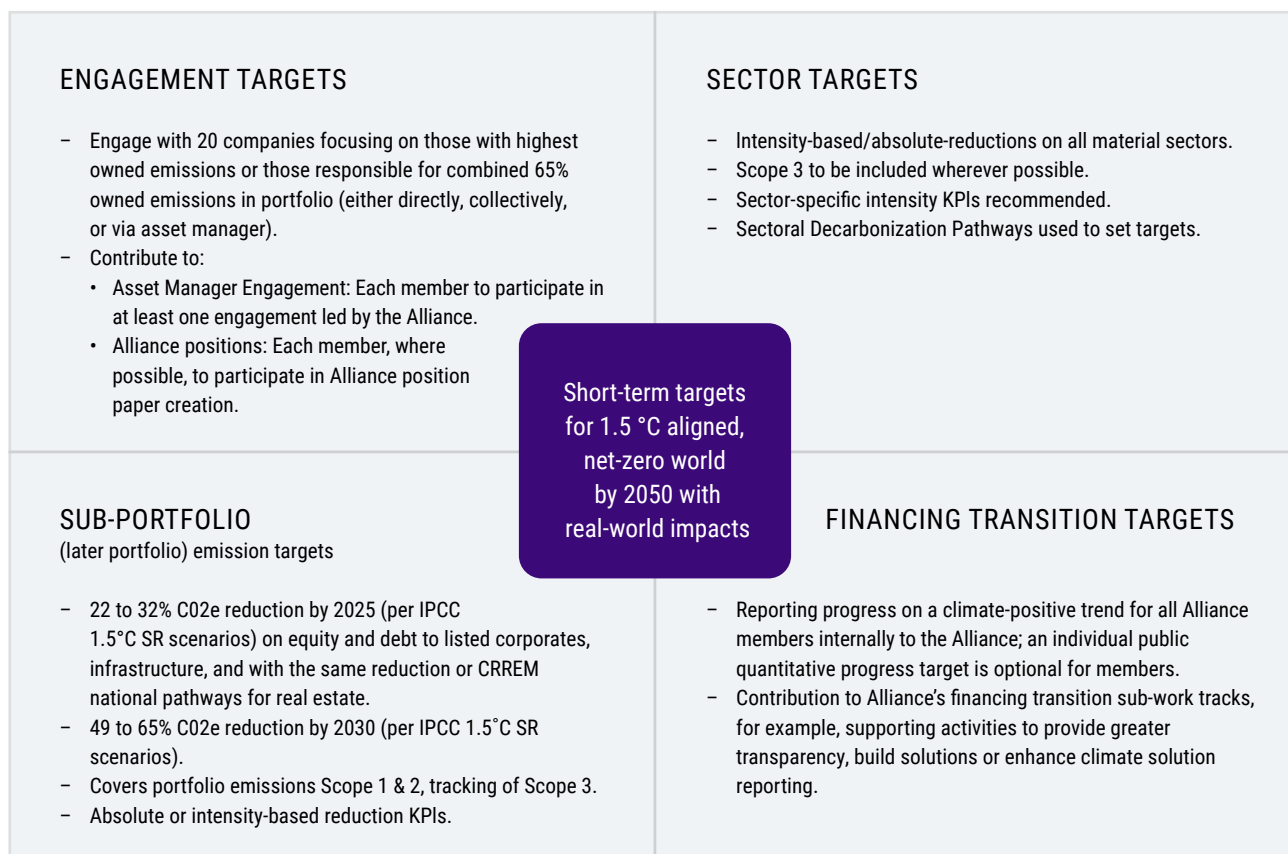 ENGAGEMENT TARGETS
– Engage with 20 companies focusing on those with highest
owned emissions or those responsible for combined 65%
owned emissions in portfolio (either directly, collectively,
or via asset manager).
– Contribute to:
• Asset Manager Engagement: Each member to participate in
at least one engagement led by the Alliance.
• Alliance positions: Each member, where
possible, to participate in Alliance position
paper creation.
SECTOR TARGETS
– Intensity-based/absolute-reductions on all material sectors.
– Scope 3 to be included wherever possible.
– Sector-specific intensity KPIs recommended.
– Sectoral Decarbonization Pathways used to set targets.
Short-term targets
for 1.5 °C aligned,
net-zero world
by 2050 with
real-world impacts
SUB-PORTFOLIO
(later portfolio) emission targets
– 22 to 32% C02e reduction by 2025 (per IPCC
1.5°C SR scenarios) on equity and debt to listed corporates,
infrastructure, and with the same reduction or CRREM
national pathways for real estate.
– 49 to 65% C02e reduction by 2030 (per IPCC 1.5˚C SR
scenarios).
– Covers portfolio emissions Scope 1 & 2, tracking of Scope 3.
– Absolute or intensity-based reduction KPIs.
FINANCING TRANSITION TARGETS
– Reporting progress on a climate-positive trend for all Alliance
members internally to the Alliance; an individual public
quantitative progress target is optional for members.
– Contribution to Alliance’s financing transition sub-work tracks,
for example, supporting activities to provide greater
transparency, build solutions or enhance climate solution
reporting.